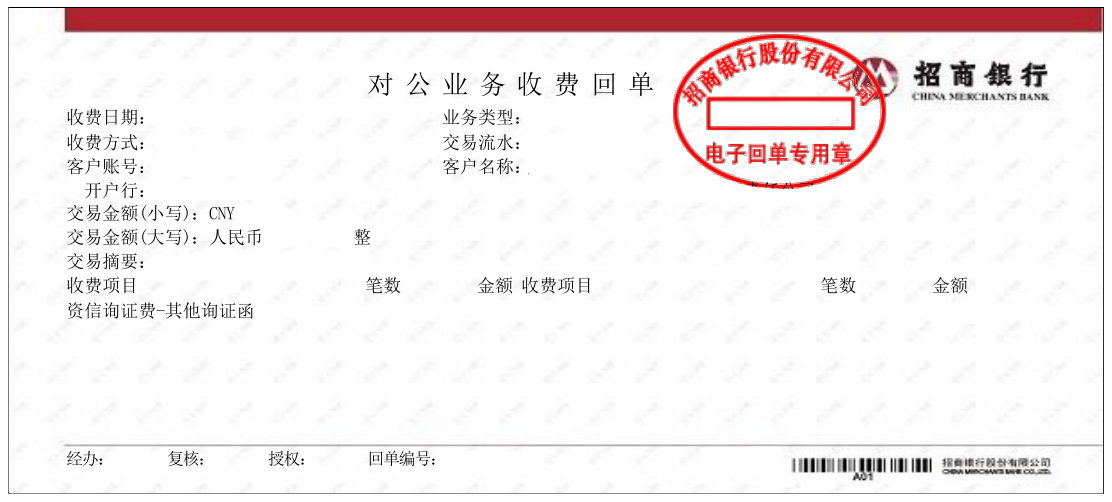 招商银行股份有限公司
电子回单专用章
招商银行
CHINA MERCHANTS BANK
对公业务收费回单
收费日期： 业务类型：
收费方式： 交易流水：
客户账号： 客户名称：
开户行：
交易金额(小写)：CNY
交易金额(大写)：人民币 整
交易摘要：
收费项目 笔数 金额 收费项目 笔数 金额
资信询证费-其他询证函
经办： 复核： 授权： 回单编号：
A01
招商银行股份有限公司
CHINA MERCHANTS BANK CO.,LTD.